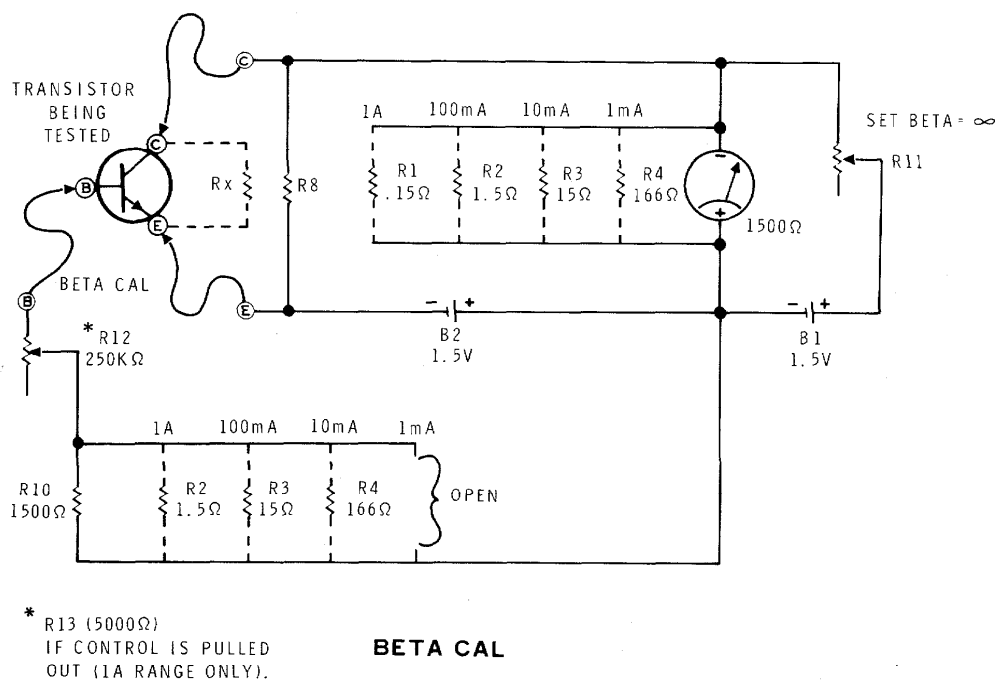 C
TRANSISTOR
BEING
TESTED
1A
100mA
10mA
1mA
SET BETA = ∞
C
Rx
R8
R1
.15Ω
R2
1.5Ω
R3
15Ω
R4
166Ω
-
+
1500Ω
R11
B
E
BETA CAL
B
E
- +
B2
1.5V
- +
B1
1.5V
* R12
250KΩ
1A
100mA
10mA
1mA
R10
1500Ω
R2
1.5Ω
R3
15Ω
R4
166Ω
OPEN
* R13 (5000Ω)
IF CONTROL IS PULLED
OUT (1A RANGE ONLY).
BETA CAL